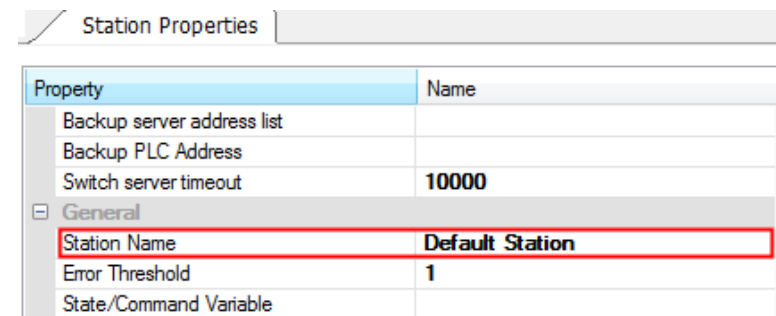 Station Properties
Property Name
Backup server address list
Backup PLC Address
Switch server timeout 10000
General
Station Name Default Station
Error Threshold 1
State/Command Variable